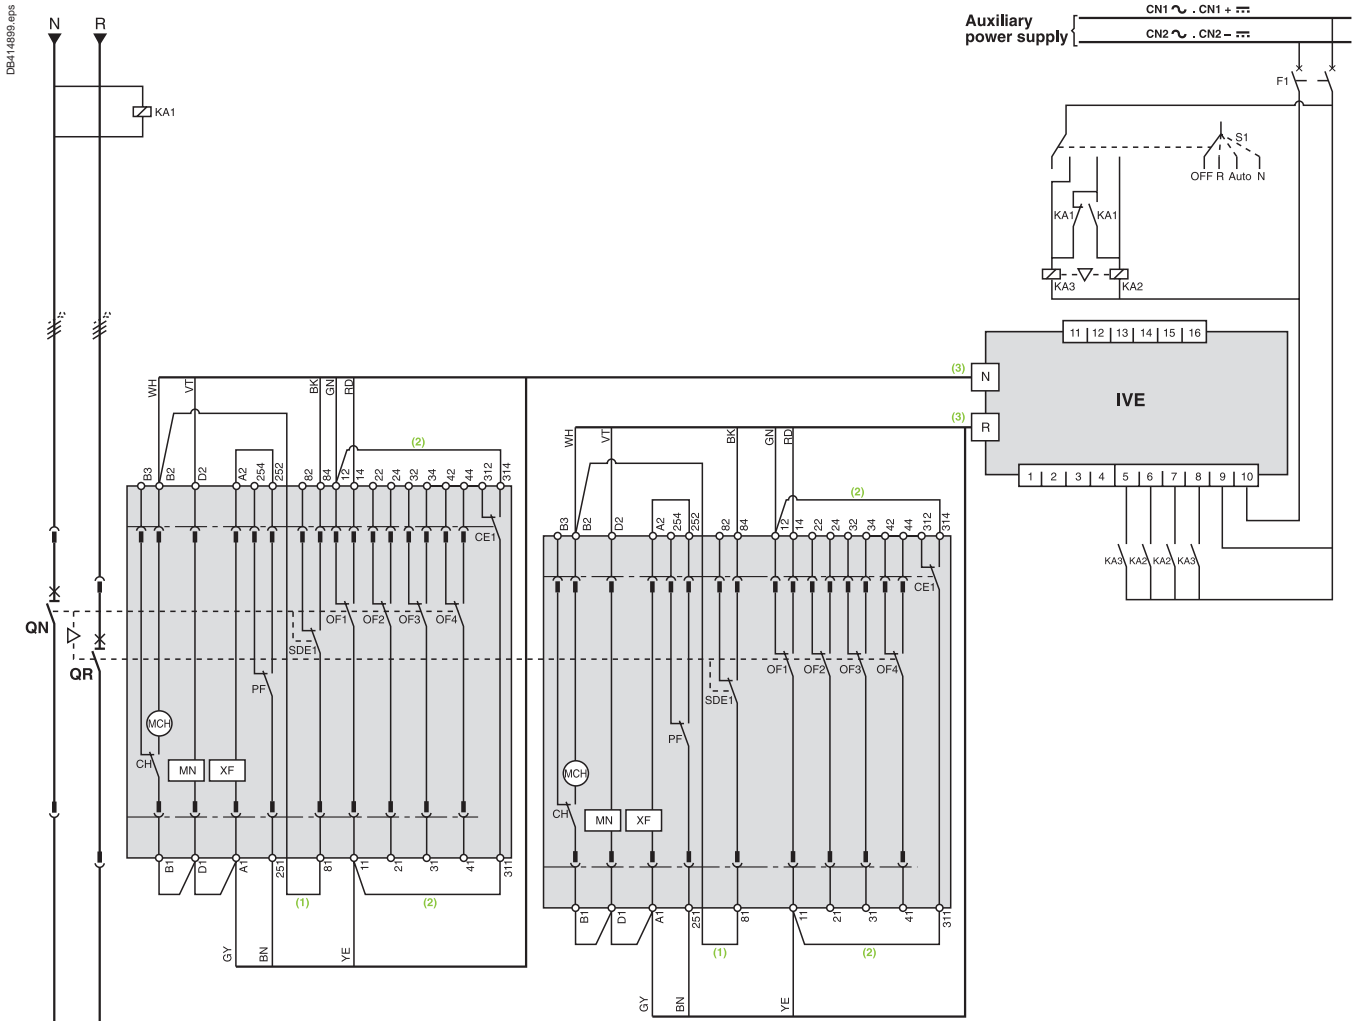 DB414899.eps
N R
Auxiliary
power supply
CN1 ∿ . CN1 + ⎓
CN2 ∿ . CN2 – ⎓
F1
KA1
S1
OFF R Auto N
KA1 KA1
KA3 KA2
11 12 13 14 15 16
(3) N
IVE
(3) R
1 2 3 4 5 6 7 8 9 10
KA3 KA2 KA2 KA3
WH VT BK GN RD
(2)
B3 B2 D2 A2 254 252 82 84 12 14 22 24 32 34 42 44 312 314
CE1
OF1 OF2 OF3 OF4
SDE1
PF
MCH
CH
MN XF
B1 D1 A1 251 81 11 21 31 41 311
(1) (2)
GY BN YE
WH VT BK GN RD
(2)
B3 B2 D2 A2 254 252 82 84 12 14 22 24 32 34 42 44 312 314
CE1
OF1 OF2 OF3 OF4
SDE1
PF
MCH
CH
MN XF
B1 D1 A1 251 81 11 21 31 41 311
(1) (2)
GY BN YE
QN
QR